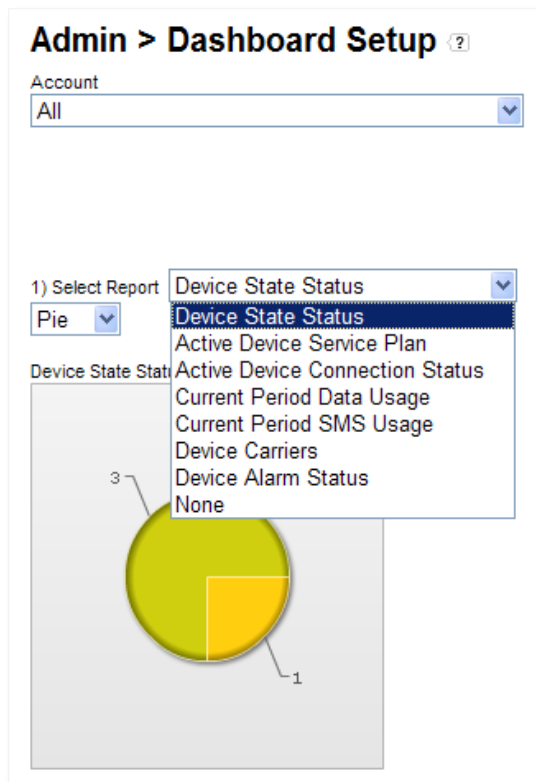 Admin > Dashboard Setup ?
Account
All
1) Select Report Device State Status
Pie
Device State Status
Active Device Service Plan
Active Device Connection Status
Current Period Data Usage
Current Period SMS Usage
Device Carriers
Device Alarm Status
None
Device State
3
1